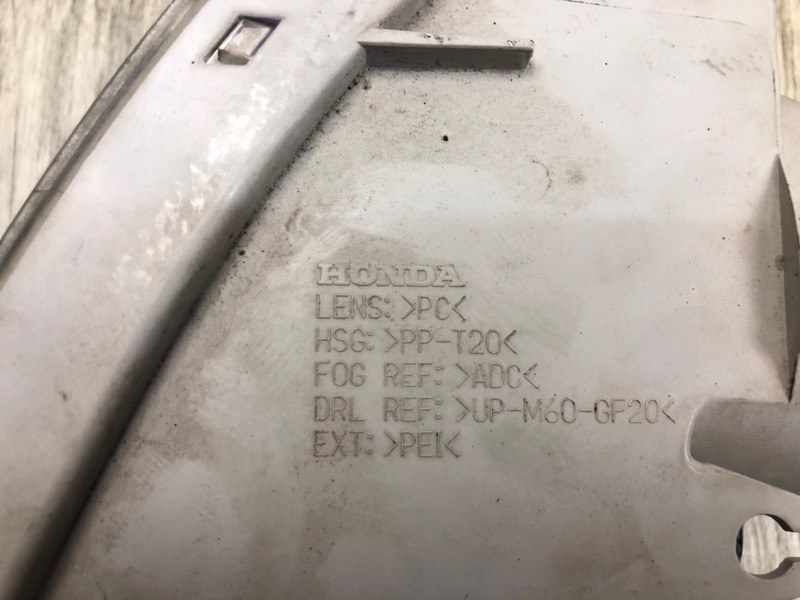 HONDA
LENS: >PC<
HSG: >PP-T20<
FOG REF: >ADC<
DRL REF: >UP-M60-GF20<
EXT: >PEI<